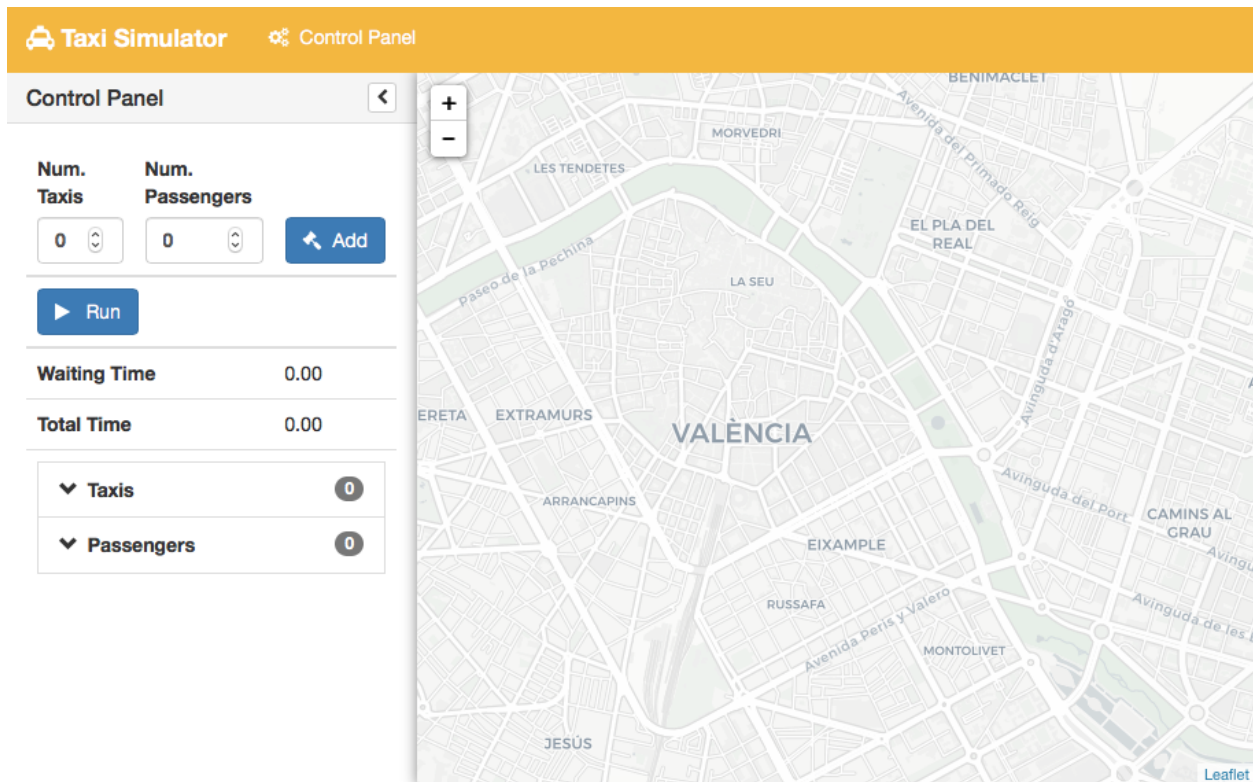 Taxi Simulator
Control Panel
Control Panel
Num. Taxis
Num. Passengers
0
0
Add
Run
Waiting Time 0.00
Total Time 0.00
Taxis 0
Passengers 0
+
−
BENIMACLET
MORVEDRI
Avenida del Primado Reig
LES TENDETES
EL PLA DEL
REAL
Paseo de la Pechina
LA SEU
Avinguda d'Aragó
ERETA
EXTRAMURS
VALÈNCIA
Avinguda del Port
ARRANCAPINS
CAMINS AL
GRAU
EIXAMPLE
Avingu
RUSSAFA
Avenida Peris y Valero
Avinguda de les
MONTOLIVET
JESÚS
Leaflet